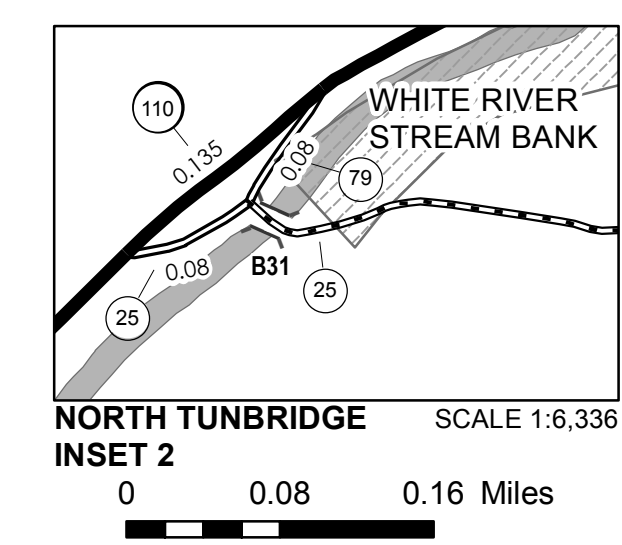 110
0.135
WHITE RIVER
STREAM BANK
0.08
79
0.08
B31
25
25
NORTH TUNBRIDGE
INSET 2
SCALE 1:6,336
0 0.08 0.16 Miles